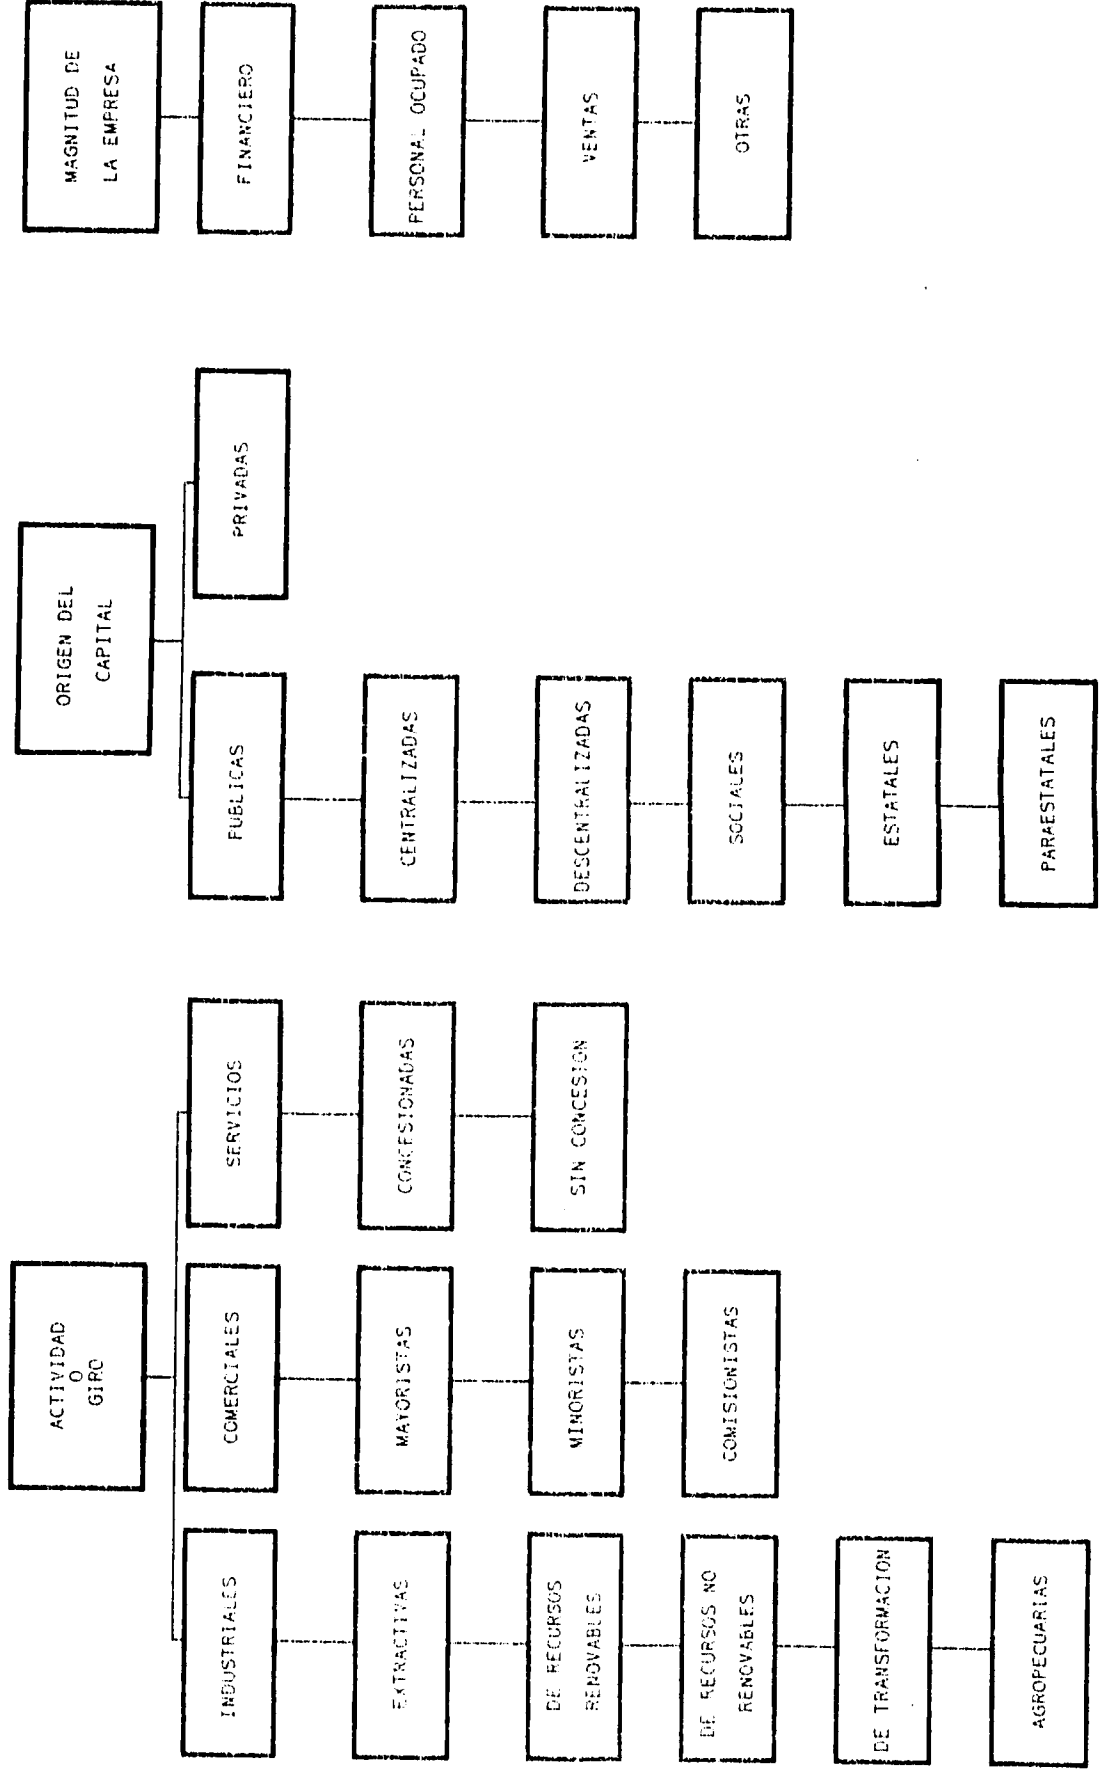 ACTIVIDAD
O
GIRO
INDUSTRIALES
EXTRACTIVAS
DE RECURSOS
RENOVABLES
DE RECURSOS NO
RENOVABLES
DE TRANSFORMACION
AGROPECUARIAS
COMERCIALES
MAYORISTAS
MINORISTAS
COMISIONISTAS
SERVICIOS
CONCESIONADAS
SIN CONCESION
ORIGEN DEL
CAPITAL
PUBLICAS
CENTRALIZADAS
DESCENTRALIZADAS
SOCIALES
ESTATALES
PARAESTATALES
PRIVADAS
MAGNITUD DE
LA EMPRESA
FINANCIERO
PERSONAL OCUPADO
VENTAS
OTRAS